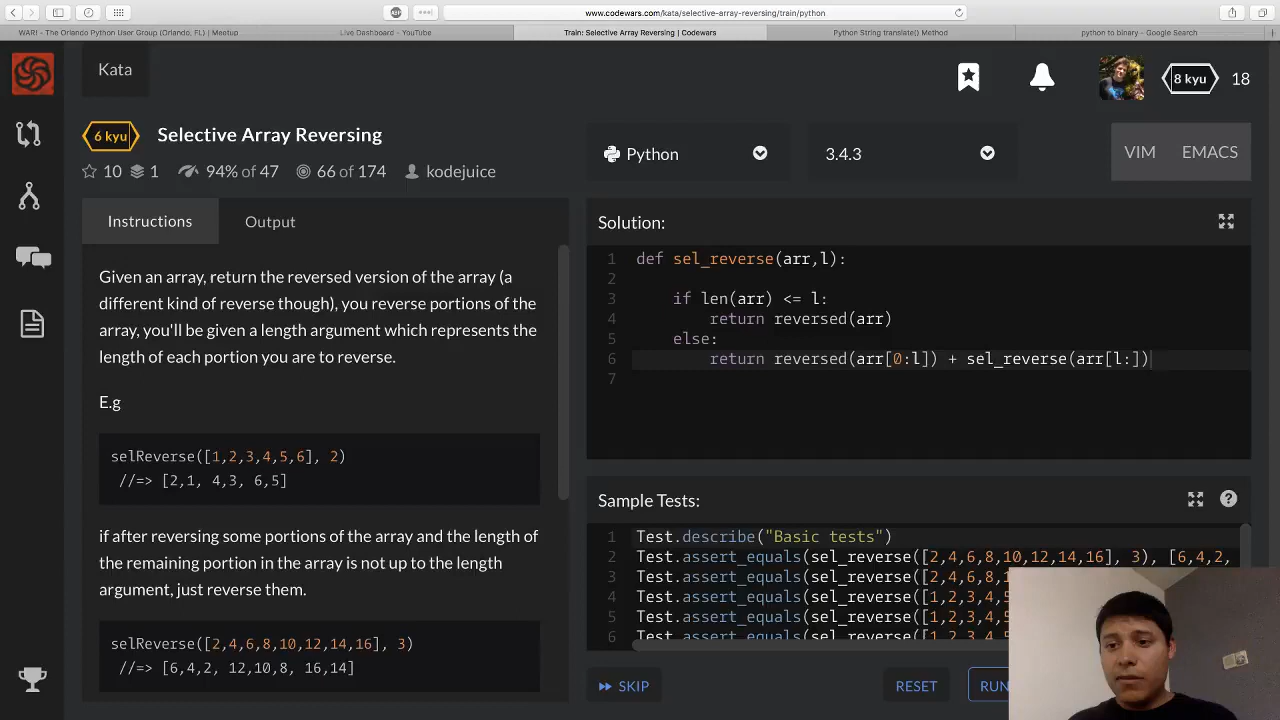 www.codewars.com/kata/selective-array-reversing/train/python
WAR! - The Orlando Python User Group (Orlando, FL) | Meetup
Live Dashboard - YouTube
Train: Selective Array Reversing | Codewars
Python String translate() Method
python to binary - Google Search
Kata
8 kyu
18
6 kyu
Selective Array Reversing
10
1
94% of 47
66 of 174
kodejuice
Python
3.4.3
VIM
EMACS
Instructions
Output
Given an array, return the reversed version of the array (a
different kind of reverse though), you reverse portions of the
array, you'll be given a length argument which represents the
length of each portion you are to reverse.
E.g
selReverse([1,2,3,4,5,6], 2)
//=> [2,1, 4,3, 6,5]
if after reversing some portions of the array and the length of
the remaining portion in the array is not up to the length
argument, just reverse them.
selReverse([2,4,6,8,10,12,14,16], 3)
//=> [6,4,2, 12,10,8, 16,14]
Solution:
1 def sel_reverse(arr,l):
2
3 if len(arr) <= l:
4 return reversed(arr)
5 else:
6 return reversed(arr[0:l]) + sel_reverse(arr[l:])
7
Sample Tests:
1 Test.describe("Basic tests")
2 Test.assert_equals(sel_reverse([2,4,6,8,10,12,14,16], 3), [6,4,2,
3 Test.assert_equals(sel_reverse([2,4,6,8,1
4 Test.assert_equals(sel_reverse([1,2,3,4,5
5 Test.assert_equals(sel_reverse([1,2,3,4,5
6 Test.assert_equals(sel_reverse([1,2,3,4,5
SKIP
RESET
RUN